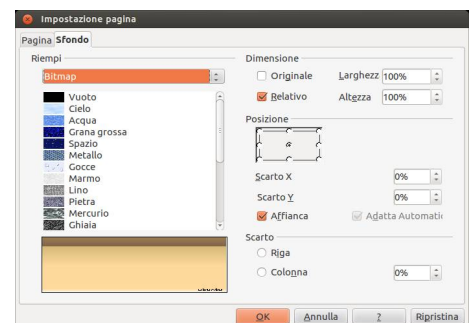 Impostazione pagina
Pagina Sfondo
Riempi
Bitmap
Vuoto
Cielo
Acqua
Grana grossa
Spazio
Metallo
Gocce
Marmo
Lino
Pietra
Mercurio
Ghiaia
Dimensione
Originale Larghezz 100%
Relativo Altezza 100%
Posizione
Scarto X 0%
Scarto Y 0%
Affianca Adatta Automatic
Scarto
Riga
Colonna 0%
OK Annulla ? Ripristina